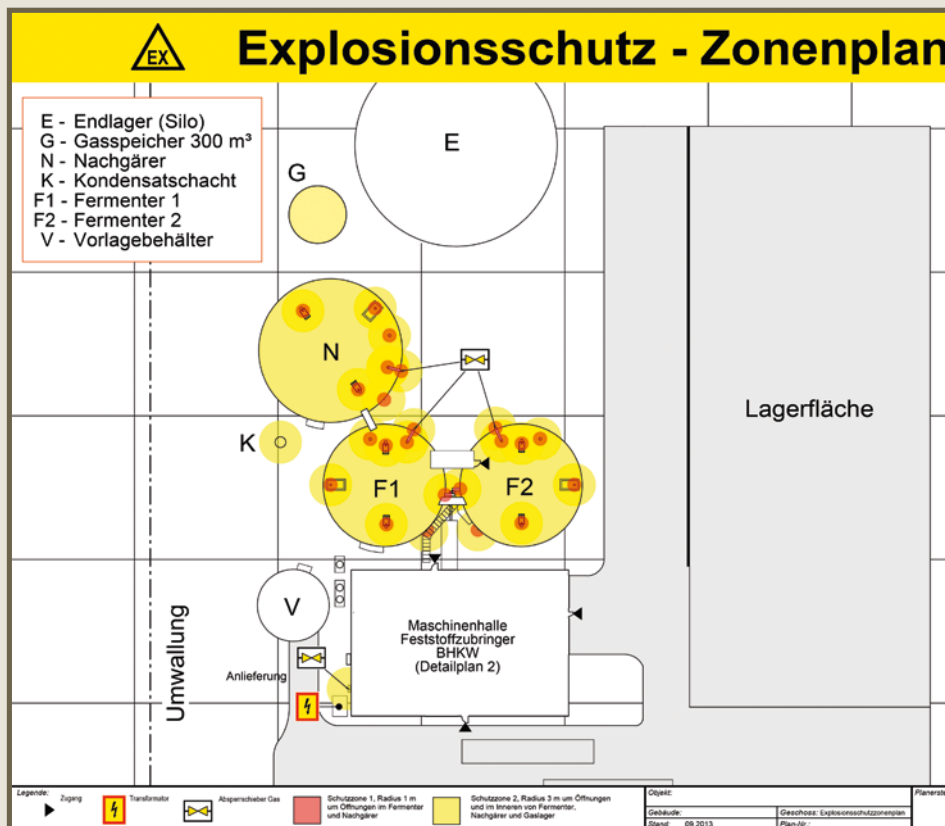 EX
Explosionsschutz - Zonenplan
E - Endlager (Silo)
G - Gasspeicher 300 m³
N - Nachgärer
K - Kondensatschacht
F1 - Fermenter 1
F2 - Fermenter 2
V - Vorlagebehälter
E
G
N
K
F1
F2
Lagerfläche
V
Maschinenhalle
Feststoffzubringer
BHKW
(Detailplan 2)
Anlieferung
Umwallung
Legende:
Zugang
Transformator
Absperrschieber Gas
Schutzzone 1, Radius 1 m
um Öffnungen im Fermenter
und Nachgärer
Schutzzone 2, Radius 3 m um Öffnungen
und im Inneren von Fermenter,
Nachgärer und Gaslager
Objekt:
Gebäude:
Geschoss: Explosionsschutzzonenplan
Stand: 09.2013
Plan-Nr.:
Planerste